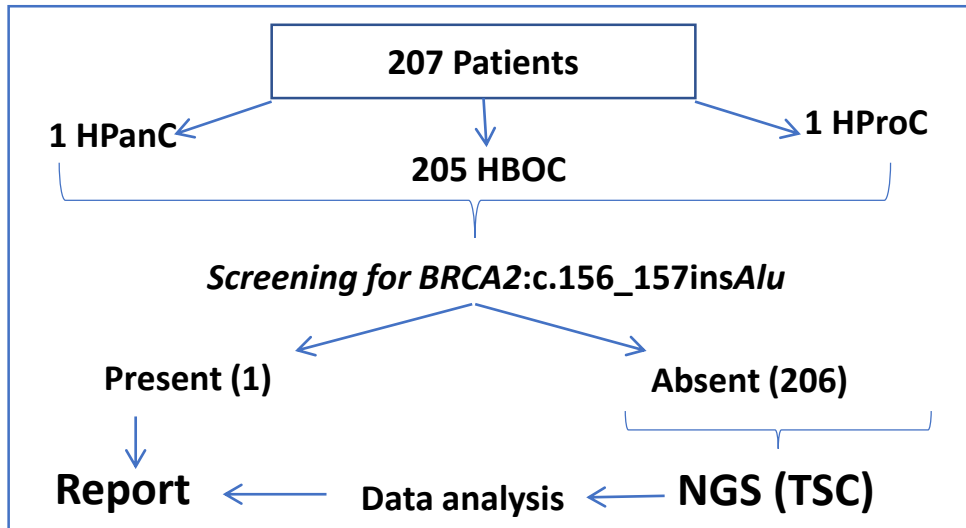 207 Patients
1 HPanC
1 HProC
205 HBOC
Screening for BRCA2:c.156_157insAlu
Present (1)
Absent (206)
Report
Data analysis
NGS (TSC)